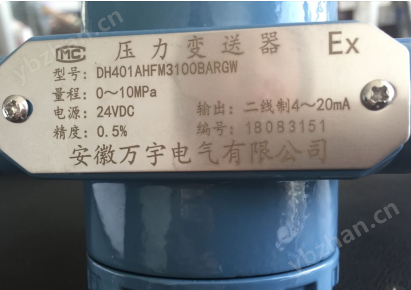 MC 压力变送器 Ex
型号: DH401AHFM3100BARGW
量程: 0～10MPa
电源: 24VDC 输出: 二线制4～20mA
精度: 0.5% 编号: 18083151
安徽万宇电气有限公司